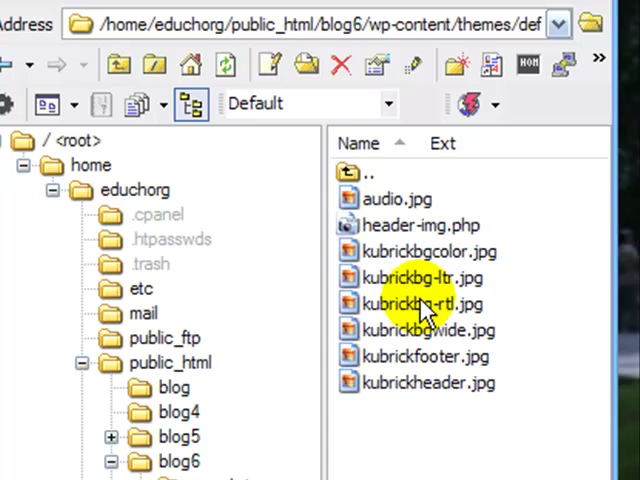 Address /home/educhorg/public_html/blog6/wp-content/themes/def
HOM »
Default
/ <root>
home
educhorg
.cpanel
.htpasswds
.trash
etc
mail
public_ftp
public_html
blog
blog4
blog5
blog6
Name Ext
..
audio.jpg
header-img.php
kubrickbgcolor.jpg
kubrickbg-ltr.jpg
kubrickbg-rtl.jpg
kubrickbgwide.jpg
kubrickfooter.jpg
kubrickheader.jpg